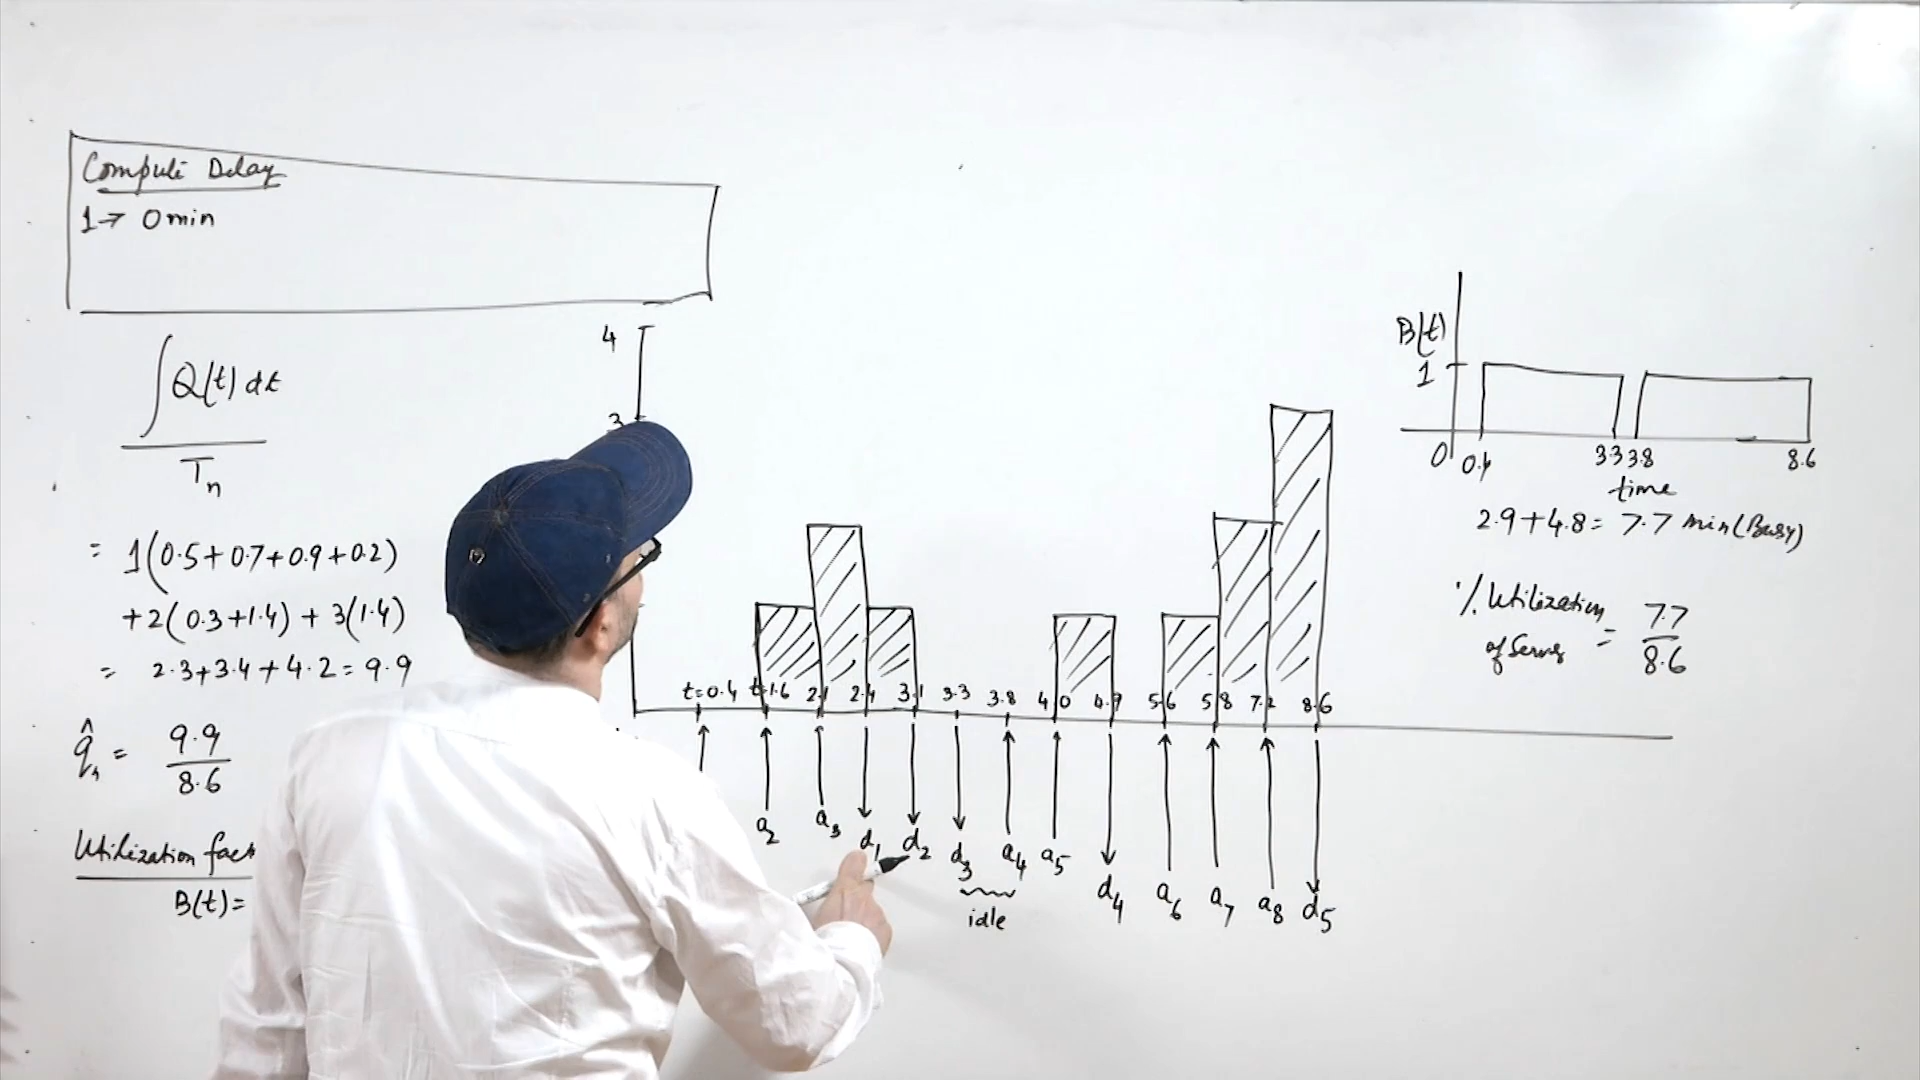 Compute Delay
1→ 0 min
∫Q(t) dt
Tn
= 1(0.5+0.7+0.9+0.2)
+2(0.3+1.4) + 3(1.4)
= 2.3+3.4+4.2 = 9.9
= 9.9
8.6
Utilization fact
B(t)=
4
3
t=0.4 t=1.6 2.1 2.4 3.1 3.3 3.8 4.0 4.9 5.6 5.8 7.2 8.6
a2 a3 d1 d2 d3 a4 a5 d4 a6 a7 a8 d5
idle
B(t)
1
0 0.4 3.3 3.8 8.6
time
2.9+4.8= 7.7 min (Busy)
% Utilization
of = 7.7
8.6